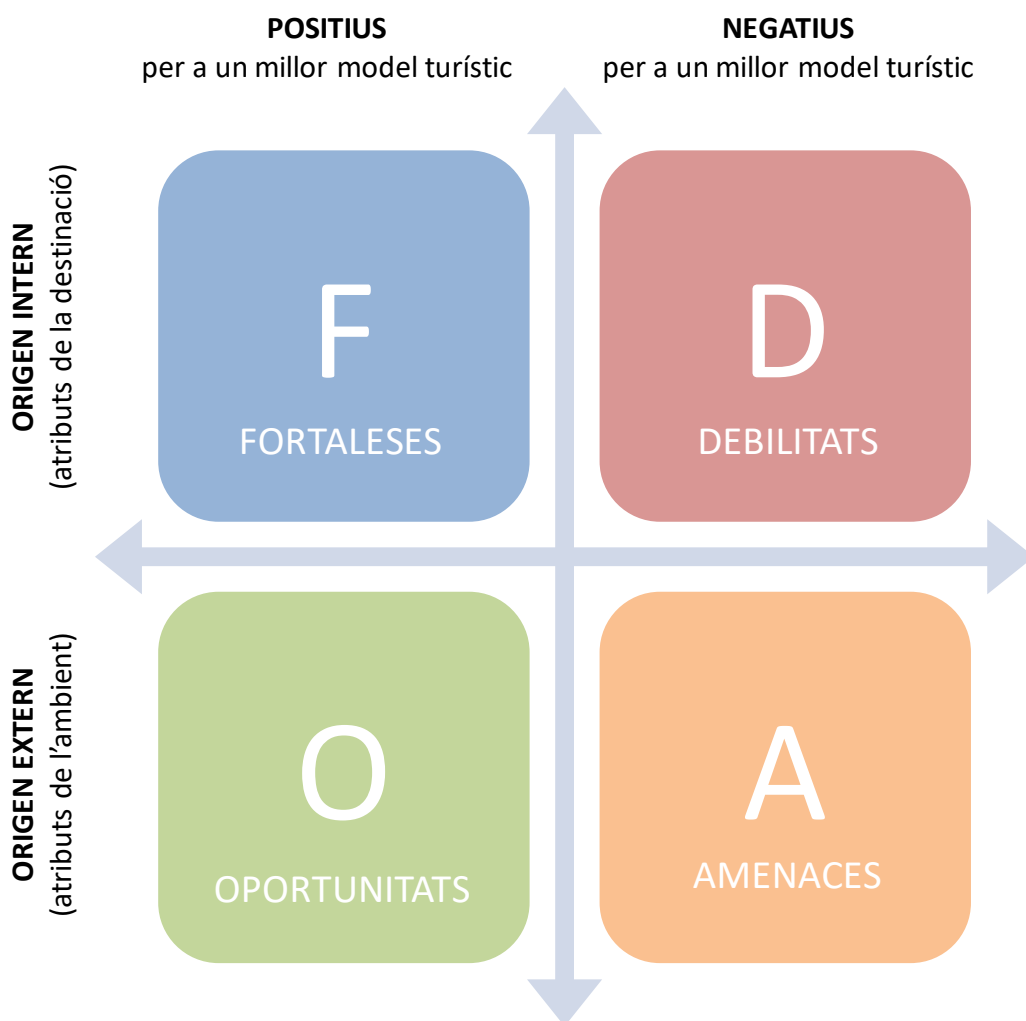 POSITIUS
per a un millor model turístic
NEGATIUS
per a un millor model turístic
ORIGEN INTERN
(atributs de la destinació)
F
FORTALESES
D
DEBILITATS
ORIGEN EXTERN
(atributs de l'ambient)
O
OPORTUNITATS
A
AMENACES